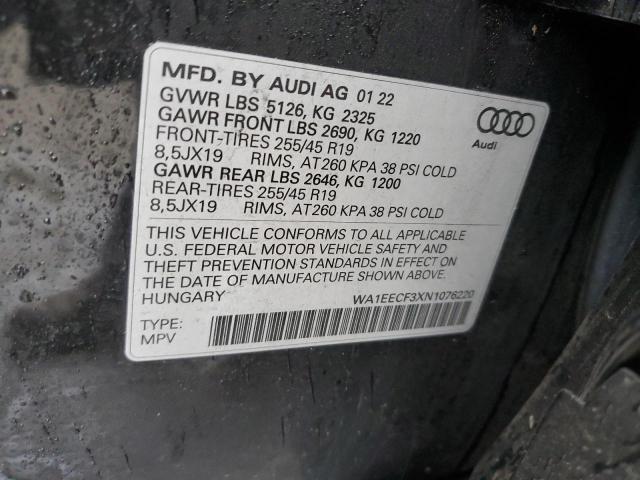 MFD. BY AUDI AG 01 22
GVWR LBS 5126, KG 2325
GAWR FRONT LBS 2690, KG 1220
FRONT-TIRES 255/45 R19
8,5JX19 RIMS, AT260 KPA 38 PSI COLD
GAWR REAR LBS 2646, KG 1200
REAR-TIRES 255/45 R19
8,5JX19 RIMS, AT260 KPA 38 PSI COLD
Audi
THIS VEHICLE CONFORMS TO ALL APPLICABLE
U.S. FEDERAL MOTOR VEHICLE SAFETY AND
THEFT PREVENTION STANDARDS IN EFFECT ON
THE DATE OF MANUFACTURE SHOWN ABOVE.
HUNGARY WA1EECF3XN1076220
TYPE:
MPV